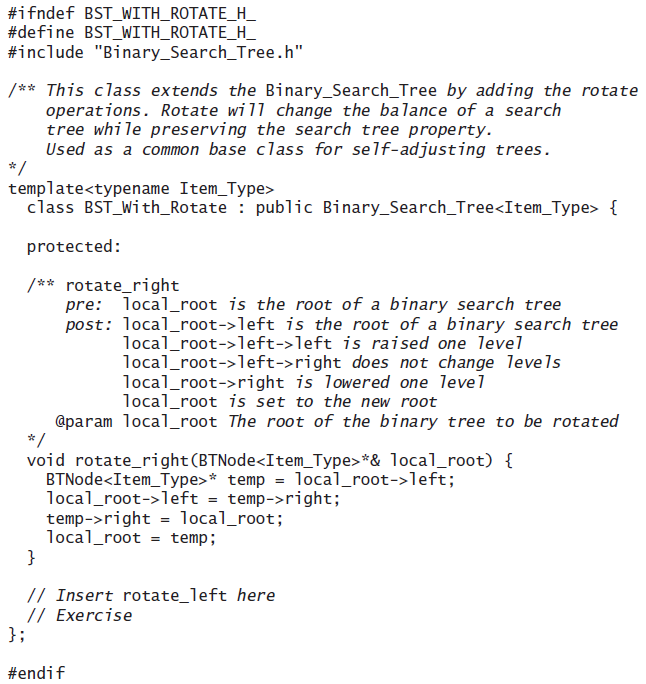 #ifndef BST_WITH_ROTATE_H_
#define BST_WITH_ROTATE_H_
#include "Binary_Search_Tree.h"
/** This class extends the Binary_Search_Tree by adding the rotate
operations. Rotate will change the balance of a search
tree while preserving the search tree property.
Used as a common base class for self-adjusting trees.
*/
template<typename Item_Type>
class BST_With_Rotate : public Binary_Search_Tree<Item_Type> {
protected:
/** rotate_right
pre: local_root is the root of a binary search tree
post: local_root->left is the root of a binary search tree
local_root->left->left is raised one level
local_root->left->right does not change levels
local_root->right is lowered one level
local_root is set to the new root
@param local_root The root of the binary tree to be rotated
*/
void rotate_right(BTNode<Item_Type>*& local_root) {
BTNode<Item_Type>* temp = local_root->left;
local_root->left = temp->right;
temp->right = local_root;
local_root = temp;
}
// Insert rotate_left here
// Exercise
};
#endif